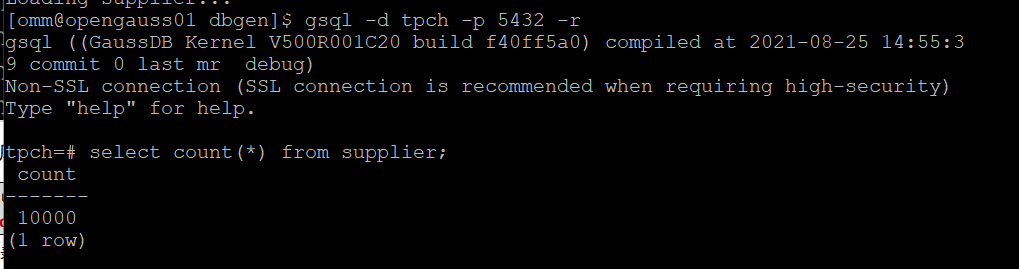 Loading supplier...
[omm@opengauss01 dbgen]$ gsql -d tpch -p 5432 -r
gsql ((GaussDB Kernel V500R001C20 build f40ff5a0) compiled at 2021-08-25 14:55:3
9 commit 0 last mr  debug)
Non-SSL connection (SSL connection is recommended when requiring high-security)
Type "help" for help.
tpch=# select count(*) from supplier;
 count
-------
 10000
(1 row)